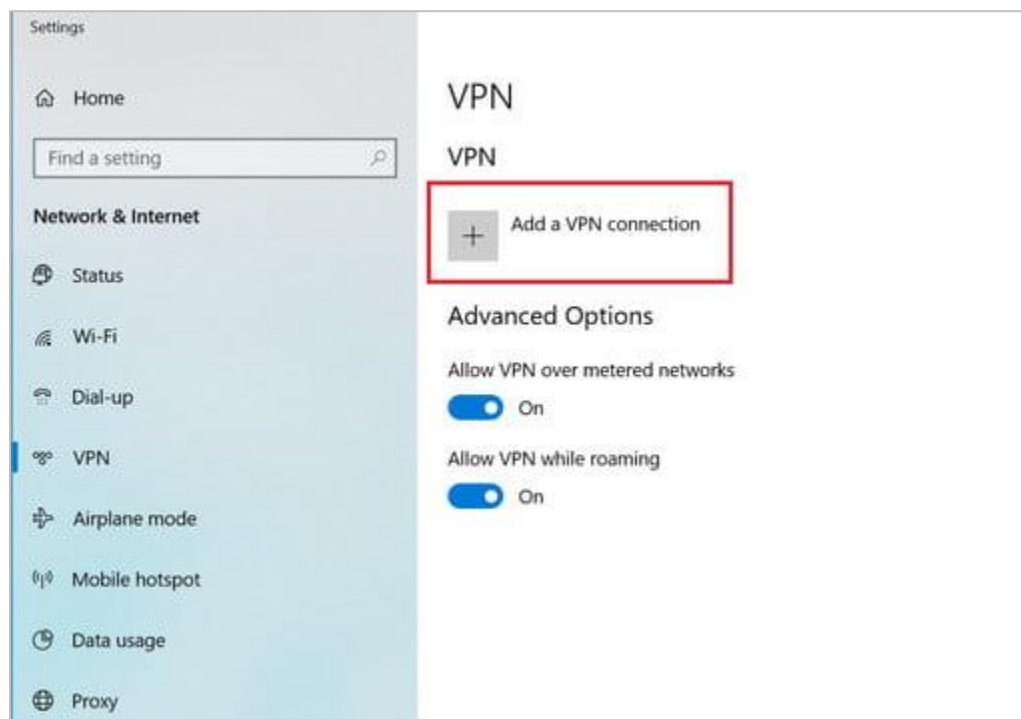 Settings
Home
Find a setting
Network & Internet
Status
Wi-Fi
Dial-up
VPN
Airplane mode
Mobile hotspot
Data usage
Proxy
VPN
VPN
Add a VPN connection
Advanced Options
Allow VPN over metered networks
On
Allow VPN while roaming
On